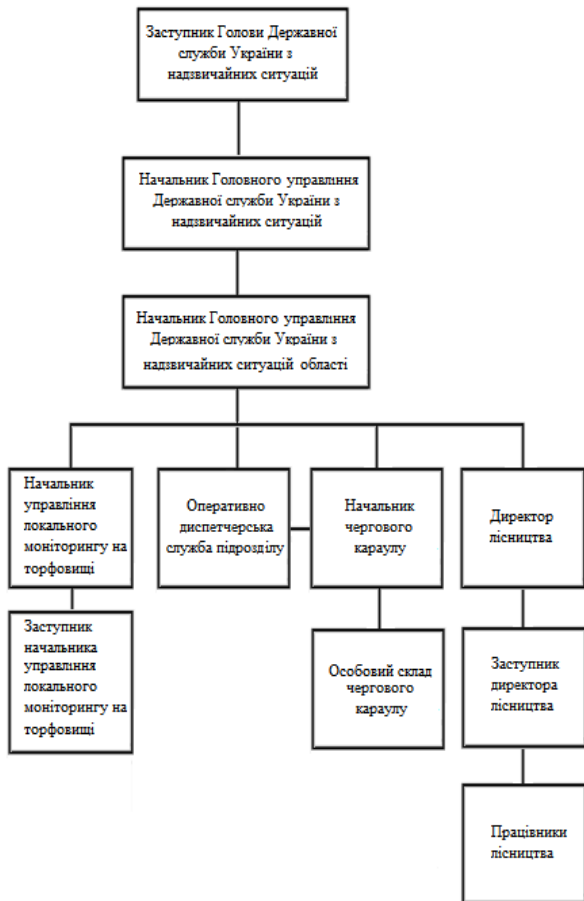 Заступник Голови Державної
служби України з
надзвичайних ситуацій
Начальник Головного управління
Державної служби України з
надзвичайних ситуацій
Начальник Головного управління
Державної служби України з
надзвичайних ситуацій області
Начальник
управління
локального
моніторингу на
торфовищі
Оперативно
диспетчерська
служба підрозділу
Начальник
чергового
караулу
Директор
лісництва
Заступник
начальника
управління
локального
моніторингу на
торфовищі
Особовий склад
чергового
караулу
Заступник
директора
лісництва
Працівники
лісництва